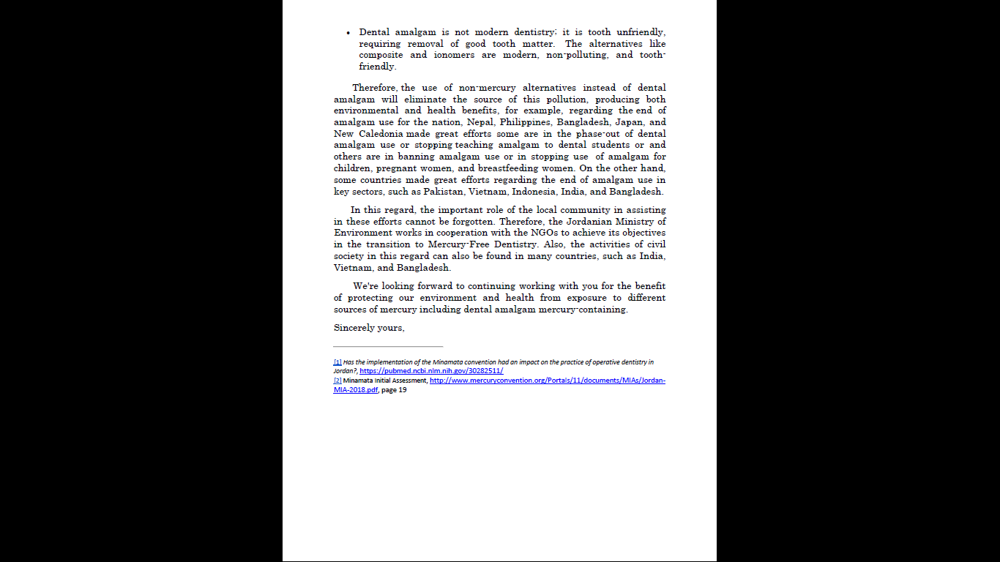 • Dental amalgam is not modern dentistry; it is tooth unfriendly,
requiring removal of good tooth matter. The alternatives like
composite and ionomers are modern, non-polluting, and tooth-
friendly.
Therefore, the use of non-mercury alternatives instead of dental
amalgam will eliminate the source of this pollution, producing both
environmental and health benefits, for example, regarding the end of
amalgam use for the nation, Nepal, Philippines, Bangladesh, Japan, and
New Caledonia made great efforts some are in the phase-out of dental
amalgam use or stopping teaching amalgam to dental students or and
others are in banning amalgam use or in stopping use of amalgam for
children, pregnant women, and breastfeeding women. On the other hand,
some countries made great efforts regarding the end of amalgam use in
key sectors, such as Pakistan, Vietnam, Indonesia, India, and Bangladesh.
In this regard, the important role of the local community in assisting
in these efforts cannot be forgotten. Therefore, the Jordanian Ministry of
Environment works in cooperation with the NGOs to achieve its objectives
in the transition to Mercury-Free Dentistry. Also, the activities of civil
society in this regard can also be found in many countries, such as India,
Vietnam, and Bangladesh.
We're looking forward to continuing working with you for the benefit
of protecting our environment and health from exposure to different
sources of mercury including dental amalgam mercury-containing.
Sincerely yours,
[1] Has the implementation of the Minamata convention had an impact on the practice of operative dentistry in
Jordan?, https://pubmed.ncbi.nlm.nih.gov/30282511/
[2] Minamata Initial Assessment, http://www.mercuryconvention.org/Portals/11/documents/MIAs/Jordan-
MIA-2018.pdf, page 19